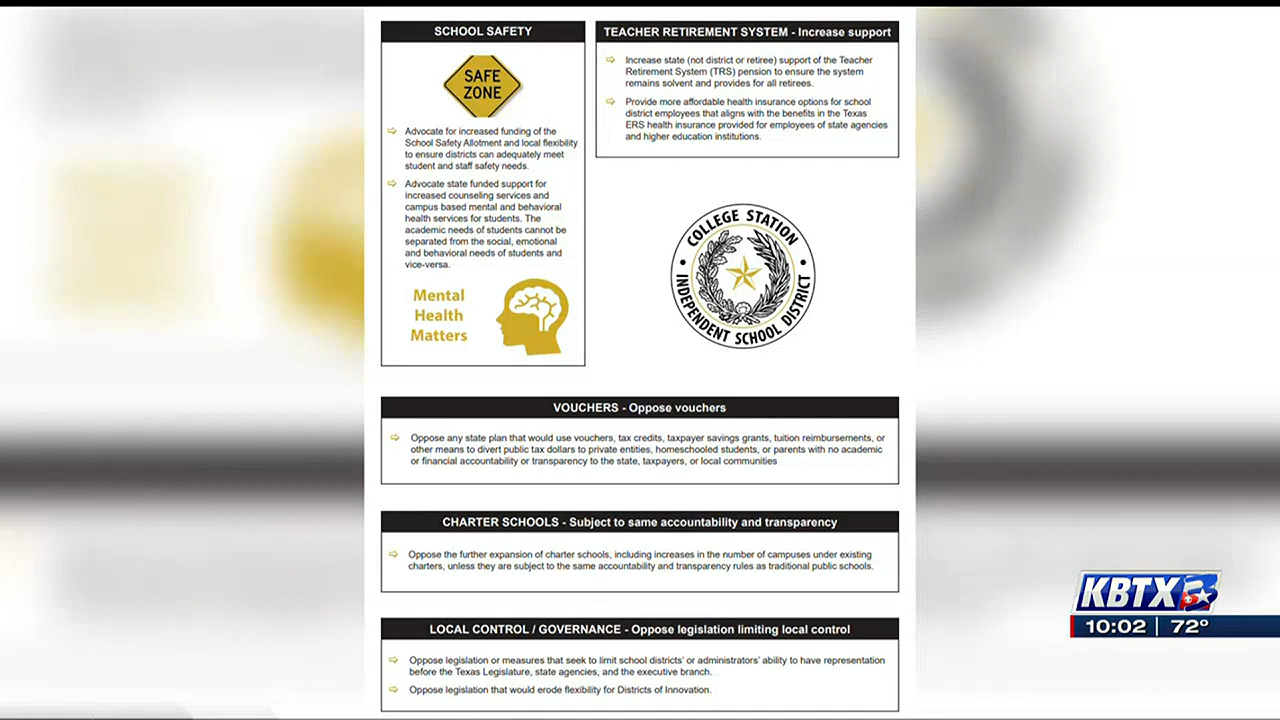 SCHOOL SAFETY
SAFE
ZONE
Advocate for increased funding of the
School Safety Allotment and local flexibility
to ensure districts can adequately meet
student and staff safety needs.
Advocate state funded support for
increased counseling services and
campus based mental and behavioral
health services for students. The
academic needs of students cannot be
separated from the social, emotional
and behavioral needs of students and
vice-versa.
Mental
Health
Matters
TEACHER RETIREMENT SYSTEM - Increase support
Increase state (not district or retiree) support of the Teacher
Retirement System (TRS) pension to ensure the system
remains solvent and provides for all retirees.
Provide more affordable health insurance options for school
district employees that aligns with the benefits in the Texas
ERS health insurance provided for employees of state agencies
and higher education institutions.
COLLEGE STATION
INDEPENDENT SCHOOL DISTRICT
VOUCHERS - Oppose vouchers
Oppose any state plan that would use vouchers, tax credits, taxpayer savings grants, tuition reimbursements, or
other means to divert public tax dollars to private entities, homeschooled students, or parents with no academic
or financial accountability or transparency to the state, taxpayers, or local communities
CHARTER SCHOOLS - Subject to same accountability and transparency
Oppose the further expansion of charter schools, including increases in the number of campuses under existing
charters, unless they are subject to the same accountability and transparency rules as traditional public schools.
LOCAL CONTROL / GOVERNANCE - Oppose legislation limiting local control
Oppose legislation or measures that seek to limit school districts' or administrators' ability to have representation
before the Texas Legislature, state agencies, and the executive branch.
Oppose legislation that would erode flexibility for Districts of Innovation.
KBTX 3
10:02 | 72°